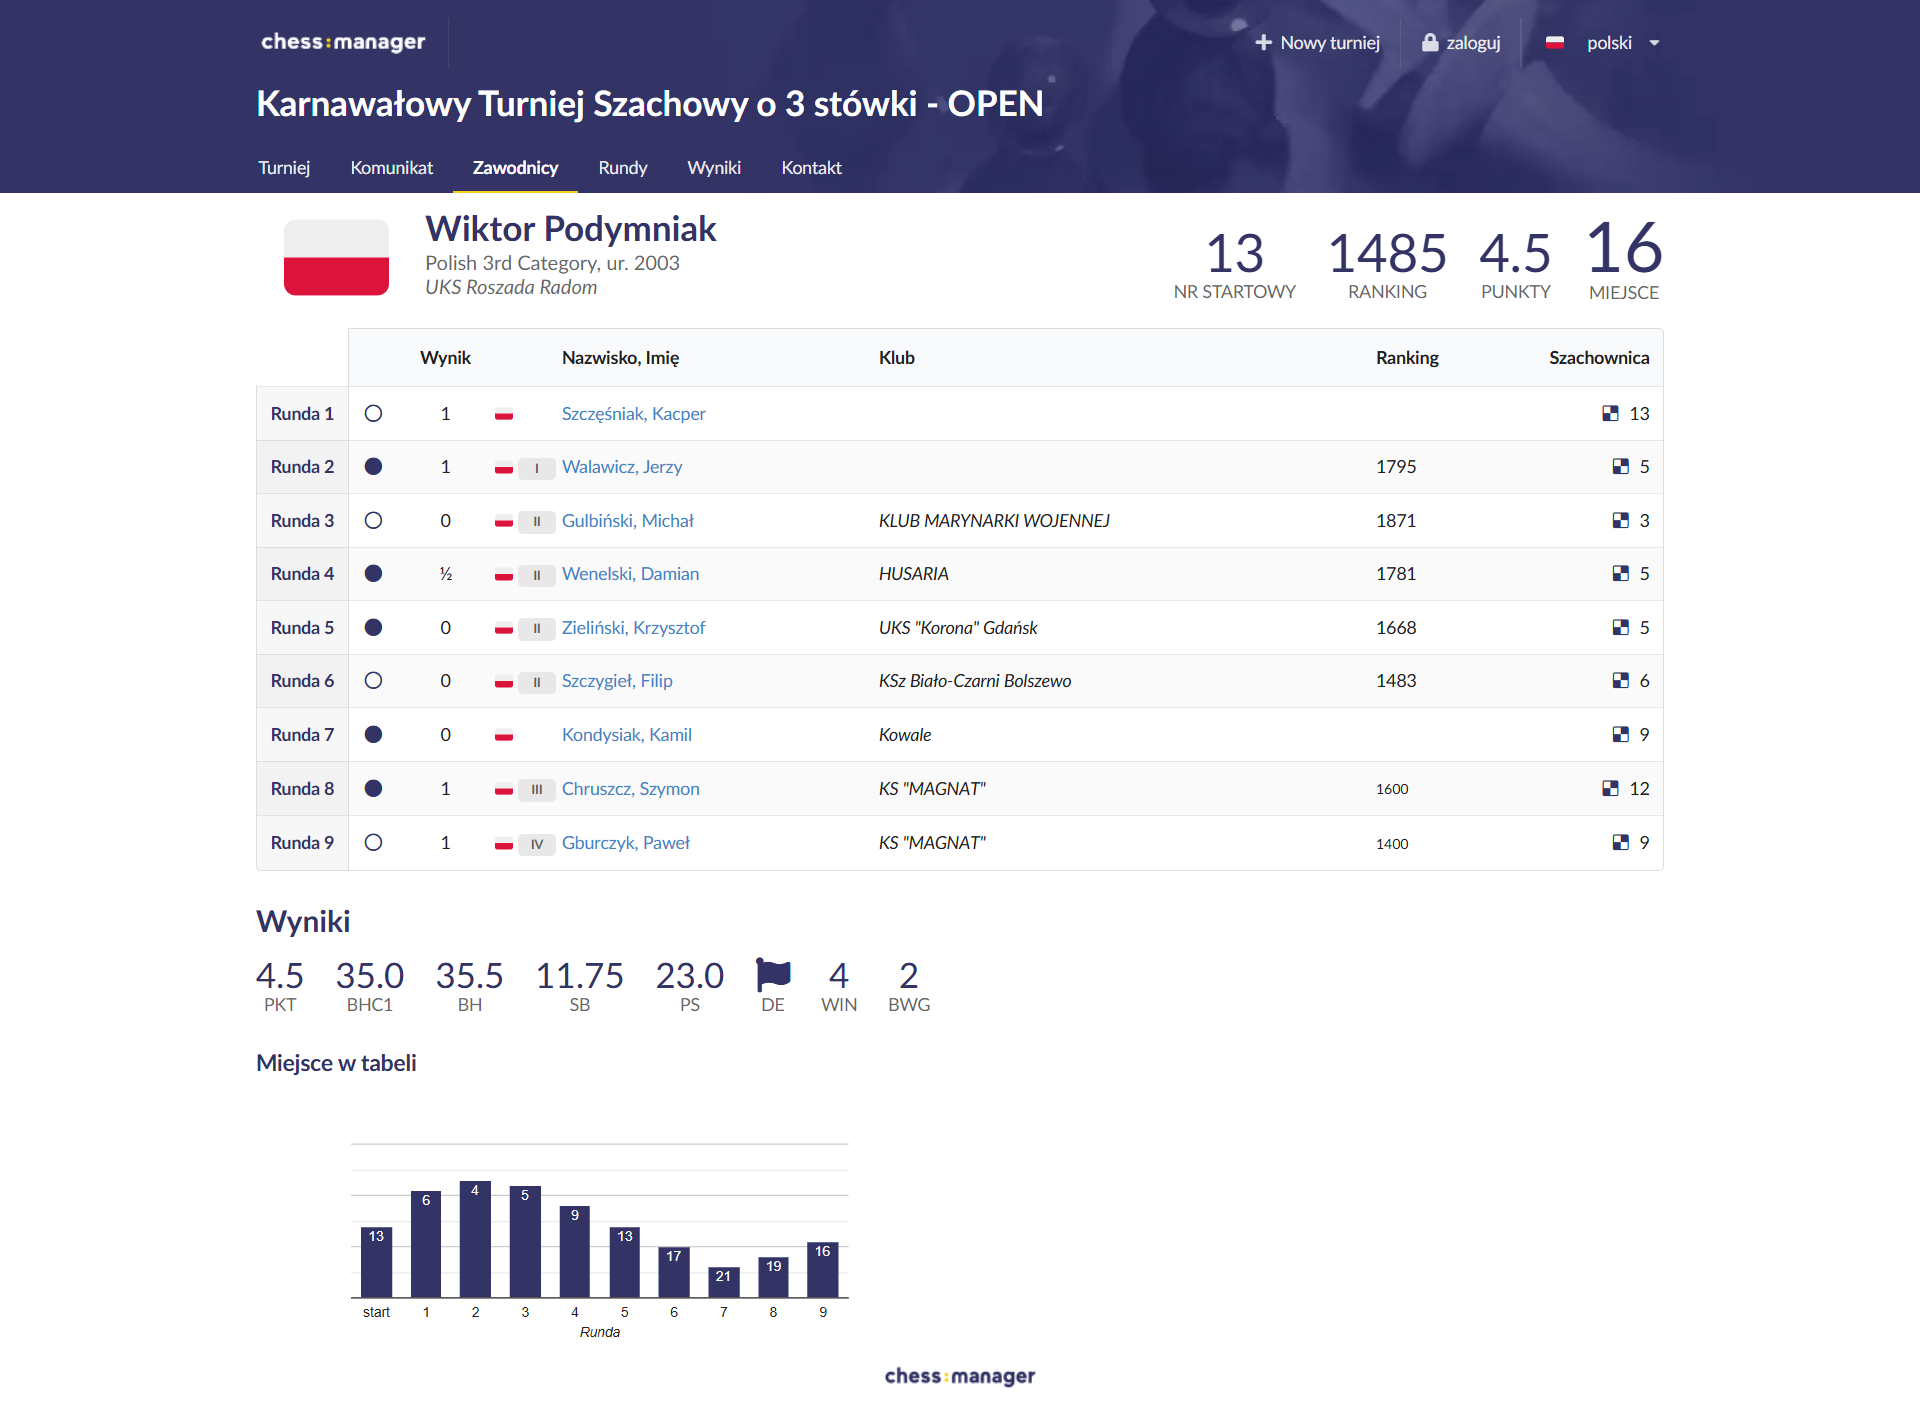 chess:manager
Nowy turniej
zaloguj
polski
Karnawałowy Turniej Szachowy o 3 stówki - OPEN
Turniej Komunikat Zawodnicy Rundy Wyniki Kontakt
Wiktor Podymniak
Polish 3rd Category, ur. 2003
UKS Roszada Radom
13 1485 4.5 16
NR STARTOWY RANKING PUNKTY MIEJSCE
Wynik Nazwisko, Imię Klub Ranking Szachownica
Runda 1 1 Szczęśniak, Kacper 13
Runda 2 1 I Walawicz, Jerzy 1795 5
Runda 3 0 II Gulbiński, Michał KLUB MARYNARKI WOJENNEJ 1871 3
Runda 4 ½ II Wenelski, Damian HUSARIA 1781 5
Runda 5 0 II Zieliński, Krzysztof UKS "Korona" Gdańsk 1668 5
Runda 6 0 II Szczygieł, Filip KSz Biało-Czarni Bolszewo 1483 6
Runda 7 0 Kondysiak, Kamil Kowale 9
Runda 8 1 III Chruszcz, Szymon KS "MAGNAT" 1600 12
Runda 9 1 IV Gburczyk, Paweł KS "MAGNAT" 1400 9
Wyniki
4.5 35.0 35.5 11.75 23.0 4 2
PKT BHC1 BH SB PS DE WIN BWG
Miejsce w tabeli
13 6 4 5 9 13 17 21 19 16
start 1 2 3 4 5 6 7 8 9
Runda
chess:manager